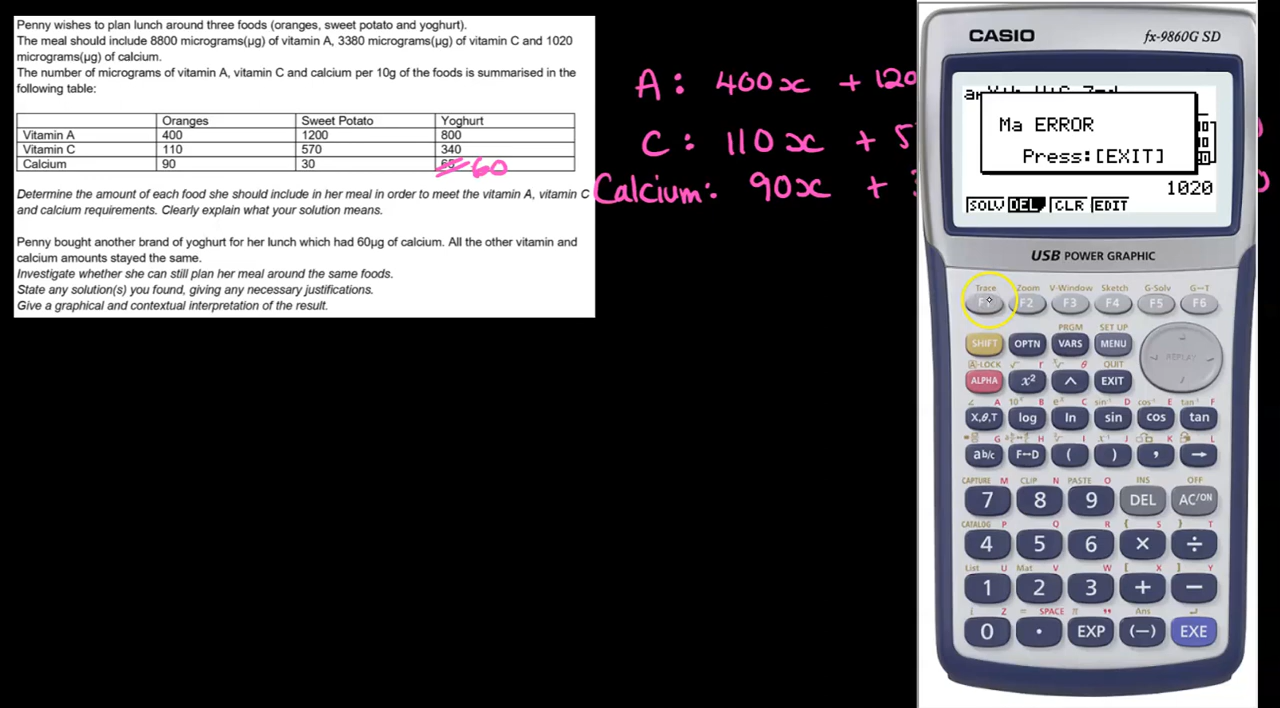 Penny wishes to plan lunch around three foods (oranges, sweet potato and yoghurt).
The meal should include 8800 micrograms(µg) of vitamin A, 3380 micrograms(µg) of vitamin C and 1020
micrograms(µg) of calcium.
The number of micrograms of vitamin A, vitamin C and calcium per 10g of the foods is summarised in the
following table:
Oranges Sweet Potato Yoghurt
Vitamin A 400 1200 800
Vitamin C 110 570 340
Calcium 90 30 60
Determine the amount of each food she should include in her meal in order to meet the vitamin A, vitamin C
and calcium requirements. Clearly explain what your solution means.
Penny bought another brand of yoghurt for her lunch which had 60µg of calcium. All the other vitamin and
calcium amounts stayed the same.
Investigate whether she can still plan her meal around the same foods.
State any solution(s) you found, giving any necessary justifications.
Give a graphical and contextual interpretation of the result.
A: 400x + 120
C: 110x + 5
Calcium: 90x + 3
CASIO fx-9860G SD
Ma ERROR
Press:[EXIT]
1020
SOLV DEL CLR EDIT
USB POWER GRAPHIC
Trace Zoom V-Window Sketch G-Solv G↔T
F1 F2 F3 F4 F5 F6
PRGM SET UP
SHIFT OPTN VARS MENU
REPLAY
A-LOCK √ r ˣ√ θ QUIT
ALPHA x² ^ EXIT
∠ A 10ˣ B eˣ C sin⁻¹ D cos⁻¹ E tan⁻¹ F
X,θ,T log ln sin cos tan
G H I J K L
a b/c F↔D ( ) , →
CAPTURE M CLIP N PASTE O INS OFF
7 8 9 DEL AC/ON
CATALOG P Q R { S } T
4 5 6 × ÷
List U Mat V W [ X ] Y
1 2 3 + −
i Z = SPACE π " Ans
0 . EXP (−) EXE